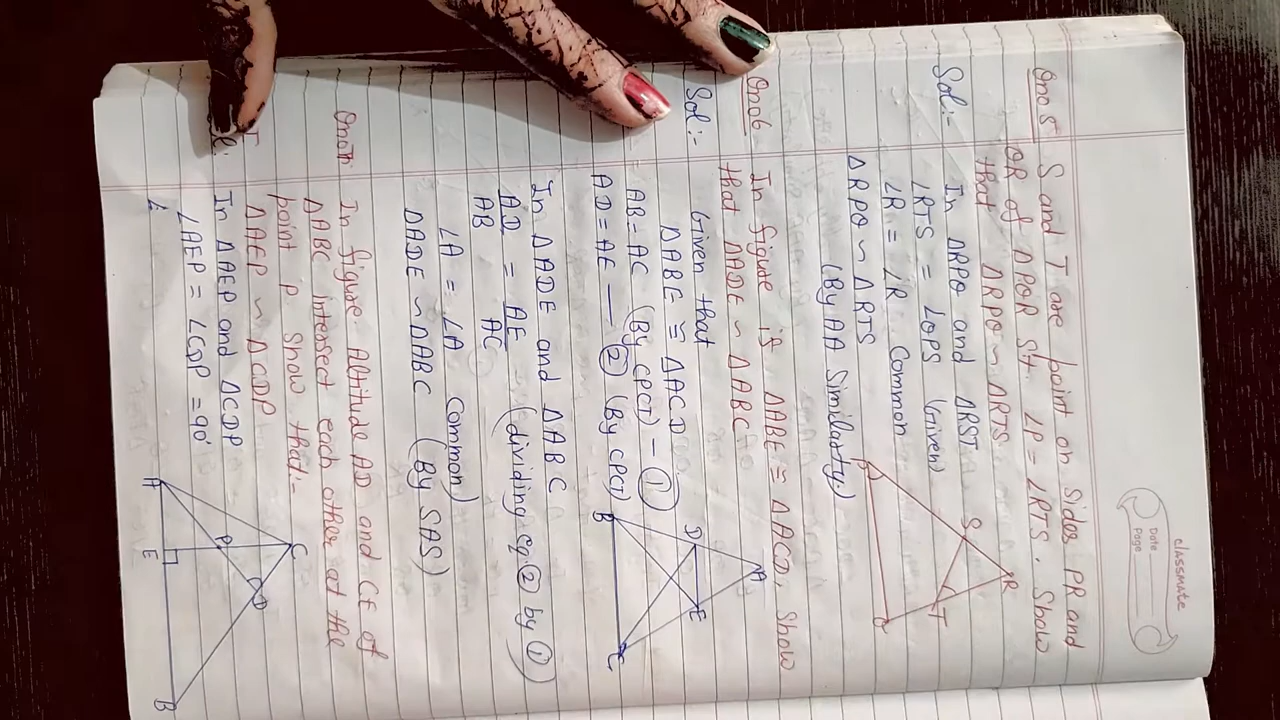 classmate
Date
Page
Qno5 S and T are point on Side PR and
QR of ΔPQR St. ∠P = ∠RTS. Show
that ΔRPQ ~ ΔRTS
Sol:- In ΔRPQ and ΔRST
∠RTS = ∠QPS (Given)
∠R = ∠R Common
ΔRPQ ~ ΔRTS
(By AA Similarty.)
P
S
R
T
Q
Qno6 In figure if ΔABE ≅ ΔACD, Show
that ΔADE ~ ΔABC
Sol:- Given that
ΔABE ≅ ΔACD
AB = AC (By CPCT) - ①
AD = AE — ② (By CPCT)
A
D
E
B
C
In ΔADE and ΔABC
AD/AB = AE/AC (dividing eq. ② by ①)
∠A = ∠A Common)
ΔADE ~ ΔABC (By SAS)
Qno7. In figure. Altitude AD and CE of
ΔABC intersect each other at the
point P Show that:-
ΔAEP ~ ΔCDP
In ΔAEP and ΔCDP
∠AEP = ∠CDP = 90°
A
E
P
C
D
B